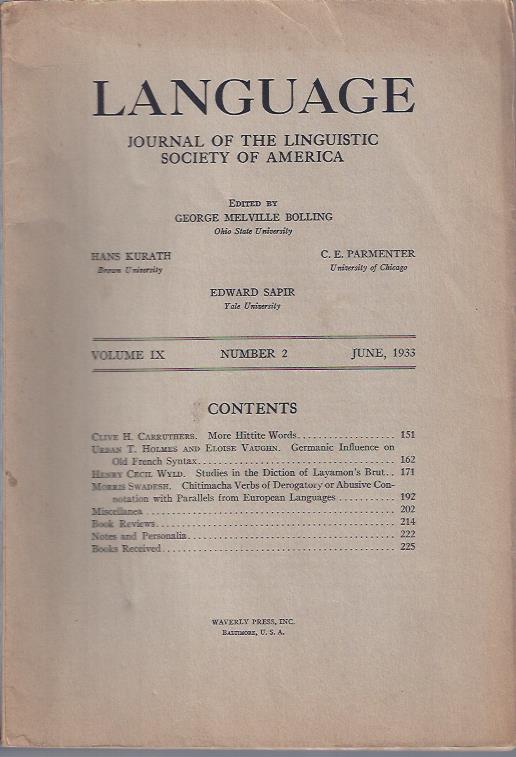 LANGUAGE
JOURNAL OF THE LINGUISTIC
SOCIETY OF AMERICA
EDITED BY
GEORGE MELVILLE BOLLING
Ohio State University
HANS KURATH
Brown University
C. E. PARMENTER
University of Chicago
EDWARD SAPIR
Yale University
VOLUME IX NUMBER 2 JUNE, 1933
CONTENTS
CLIVE H. CARRUTHERS. More Hittite Words........................ 151
URBAN T. HOLMES AND ELOISE VAUGHN. Germanic Influence on
Old French Syntax................................................ 162
HENRY CECIL WYLD. Studies in the Diction of Layamon's Brut.. 171
MORRIS SWADESH. Chitimacha Verbs of Derogatory or Abusive Con-
notation with Parallels from European Languages .............. 192
Miscellanea........................................................... 202
Book Reviews......................................................... 214
Notes and Personalia................................................. 222
Books Received....................................................... 225
WAVERLY PRESS, INC.
BALTIMORE, U. S. A.